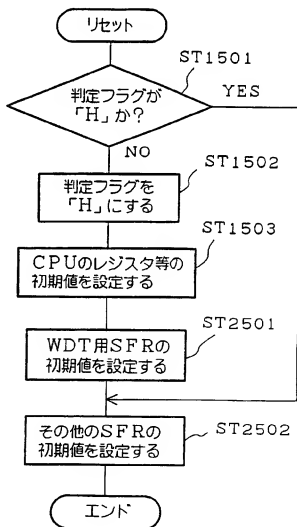 リセット
ST1501
判定フラグが
「H」か?
YES
NO
ST1502
判定フラグを
「H」にする
ST1503
CPUのレジスタ等の
初期値を設定する
ST2501
WDT用SFRの
初期値を設定する
ST2502
その他のSFRの
初期値を設定する
エンド